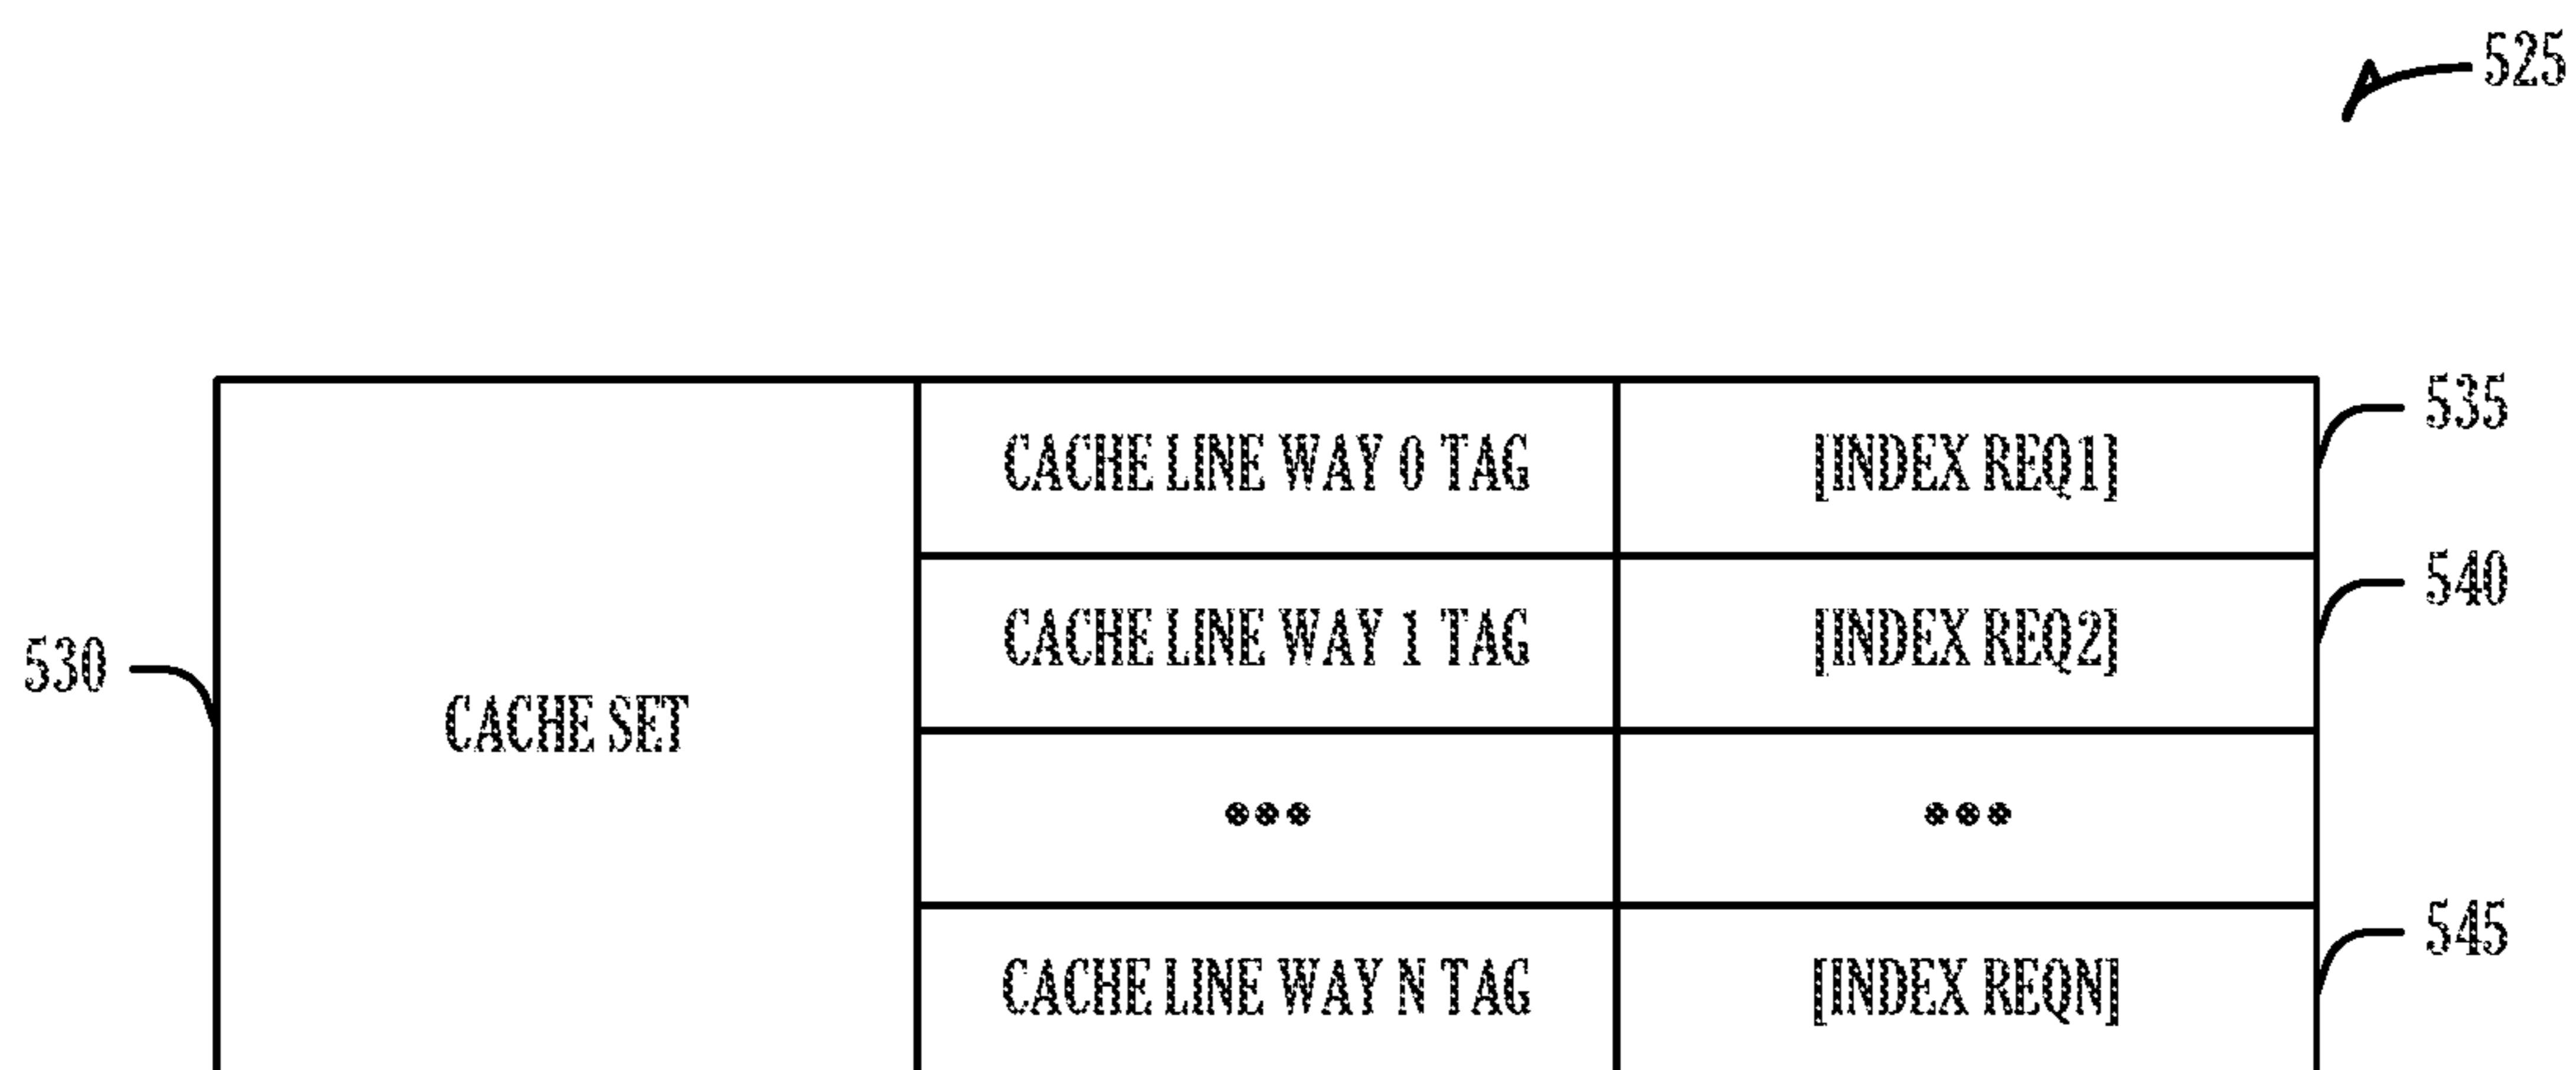 525
CACHE LINE WAY 0 TAG [INDEX REQ1] 535
CACHE LINE WAY 1 TAG [INDEX REQ2] 540
530 CACHE SET
••• •••
CACHE LINE WAY N TAG [INDEX REQN] 545